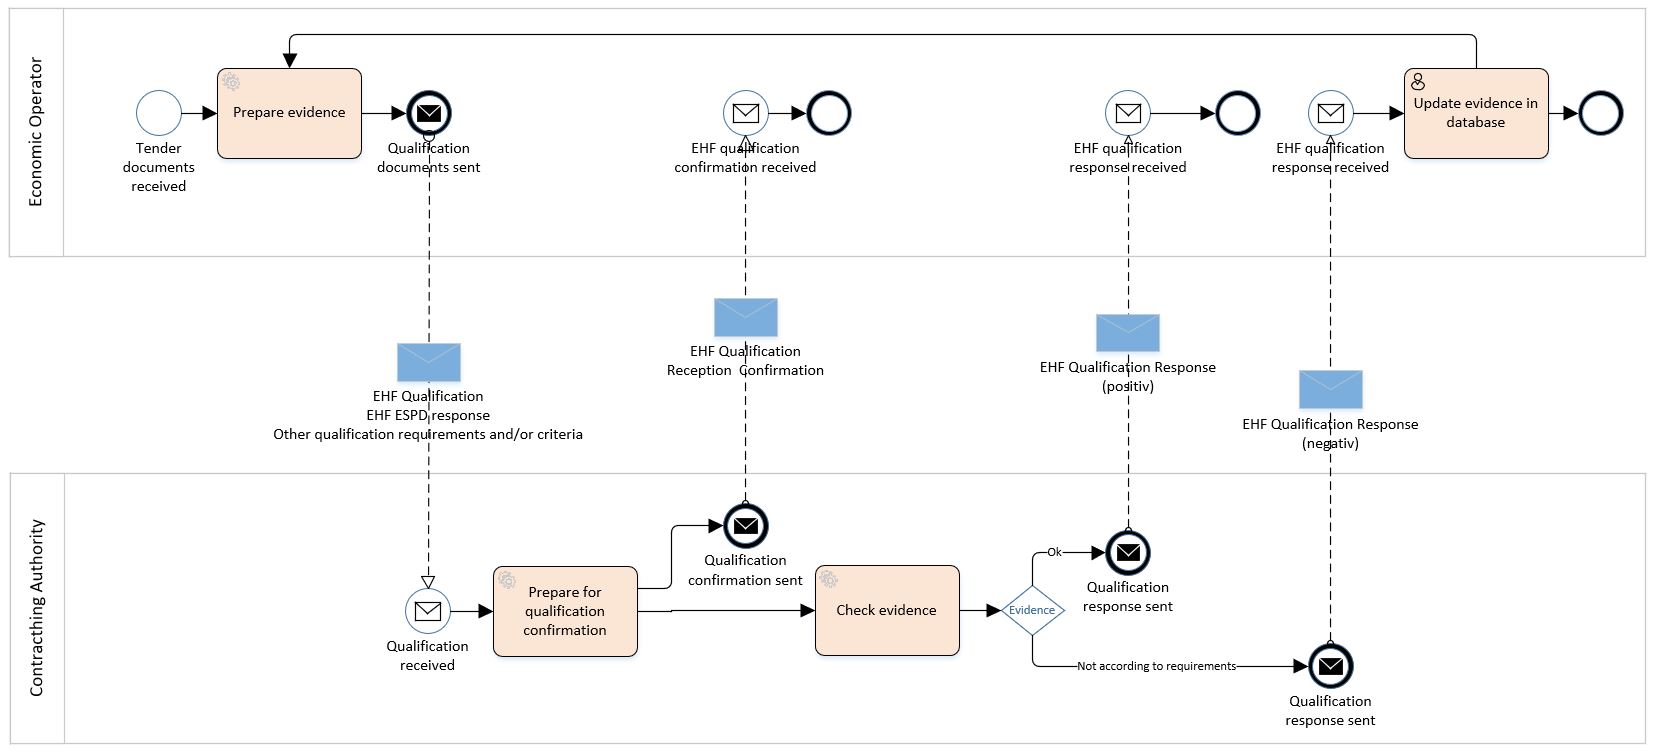 Economic Operator
Tender
documents
received
Prepare evidence
Qualification
documents sent
EHF qualification
confirmation received
EHF qualification
response received
EHF qualification
response received
Update evidence in
database
EHF Qualification
EHF ESPD response
Other qualification requirements and/or criteria
EHF Qualification
Reception  Confirmation
EHF Qualification Response
(positiv)
EHF Qualification Response
(negativ)
Contracthing Authority
Qualification
received
Prepare for
qualification
confirmation
Qualification
confirmation sent
Check evidence
Evidence
Ok
Qualification
response sent
Not according to requirements
Qualification
response sent